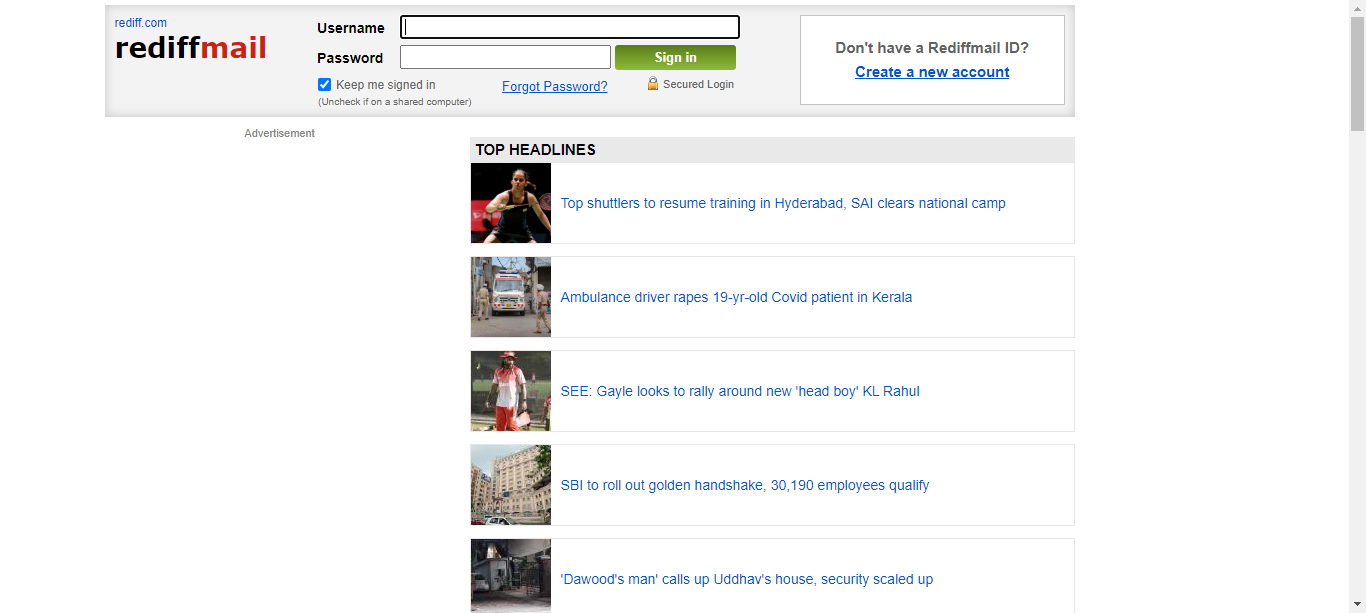 rediff.com
rediffmail
Username
Password
Sign in
Keep me signed in
Forgot Password?
Secured Login
(Uncheck if on a shared computer)
Don't have a Rediffmail ID?
Create a new account
Advertisement
TOP HEADLINES
Top shuttlers to resume training in Hyderabad, SAI clears national camp
Ambulance driver rapes 19-yr-old Covid patient in Kerala
SEE: Gayle looks to rally around new 'head boy' KL Rahul
SBI to roll out golden handshake, 30,190 employees qualify
'Dawood's man' calls up Uddhav's house, security scaled up